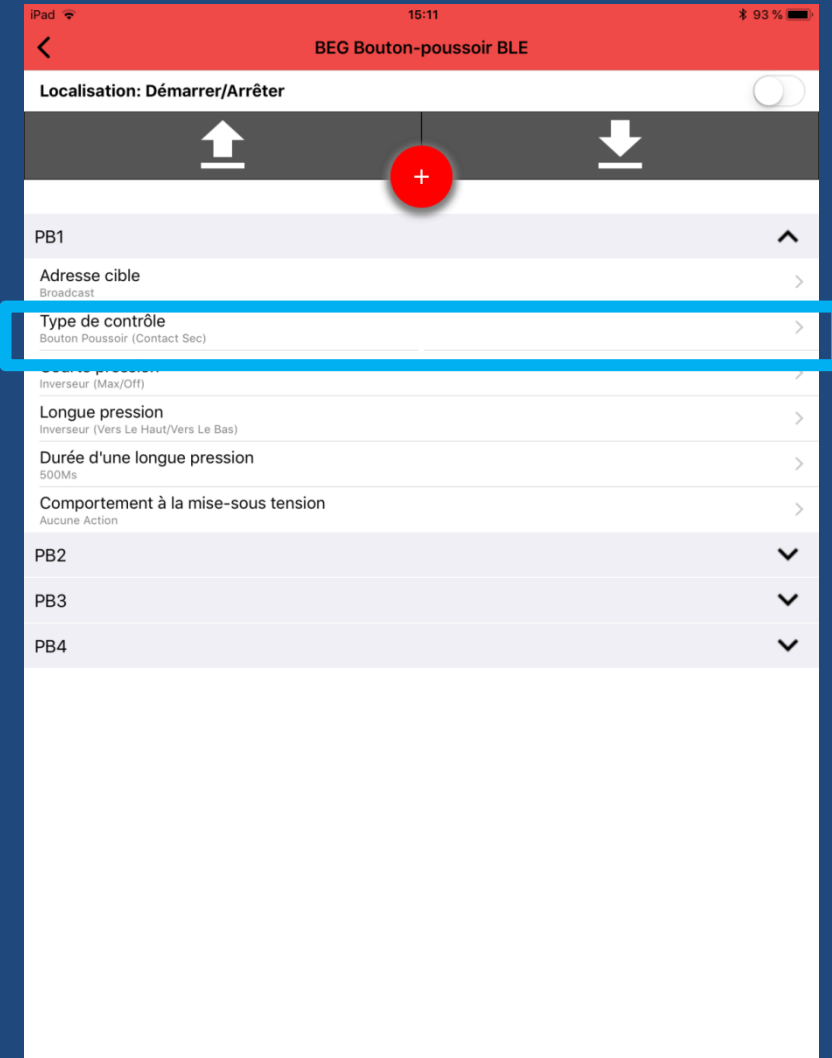 iPad 15:11 93 %
BEG Bouton-poussoir BLE
Localisation: Démarrer/Arrêter
+
PB1
Adresse cible
Broadcast
Type de contrôle
Bouton Poussoir (Contact Sec)
Courte pression
Inverseur (Max/Off)
Longue pression
Inverseur (Vers Le Haut/Vers Le Bas)
Durée d'une longue pression
500Ms
Comportement à la mise-sous tension
Aucune Action
PB2
PB3
PB4